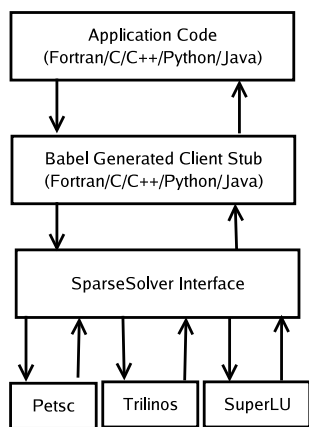 Application Code
(Fortran/C/C++/Python/Java)
Babel Generated Client Stub
(Fortran/C/C++/Python/Java)
SparseSolver Interface
Petsc
Trilinos
SuperLU